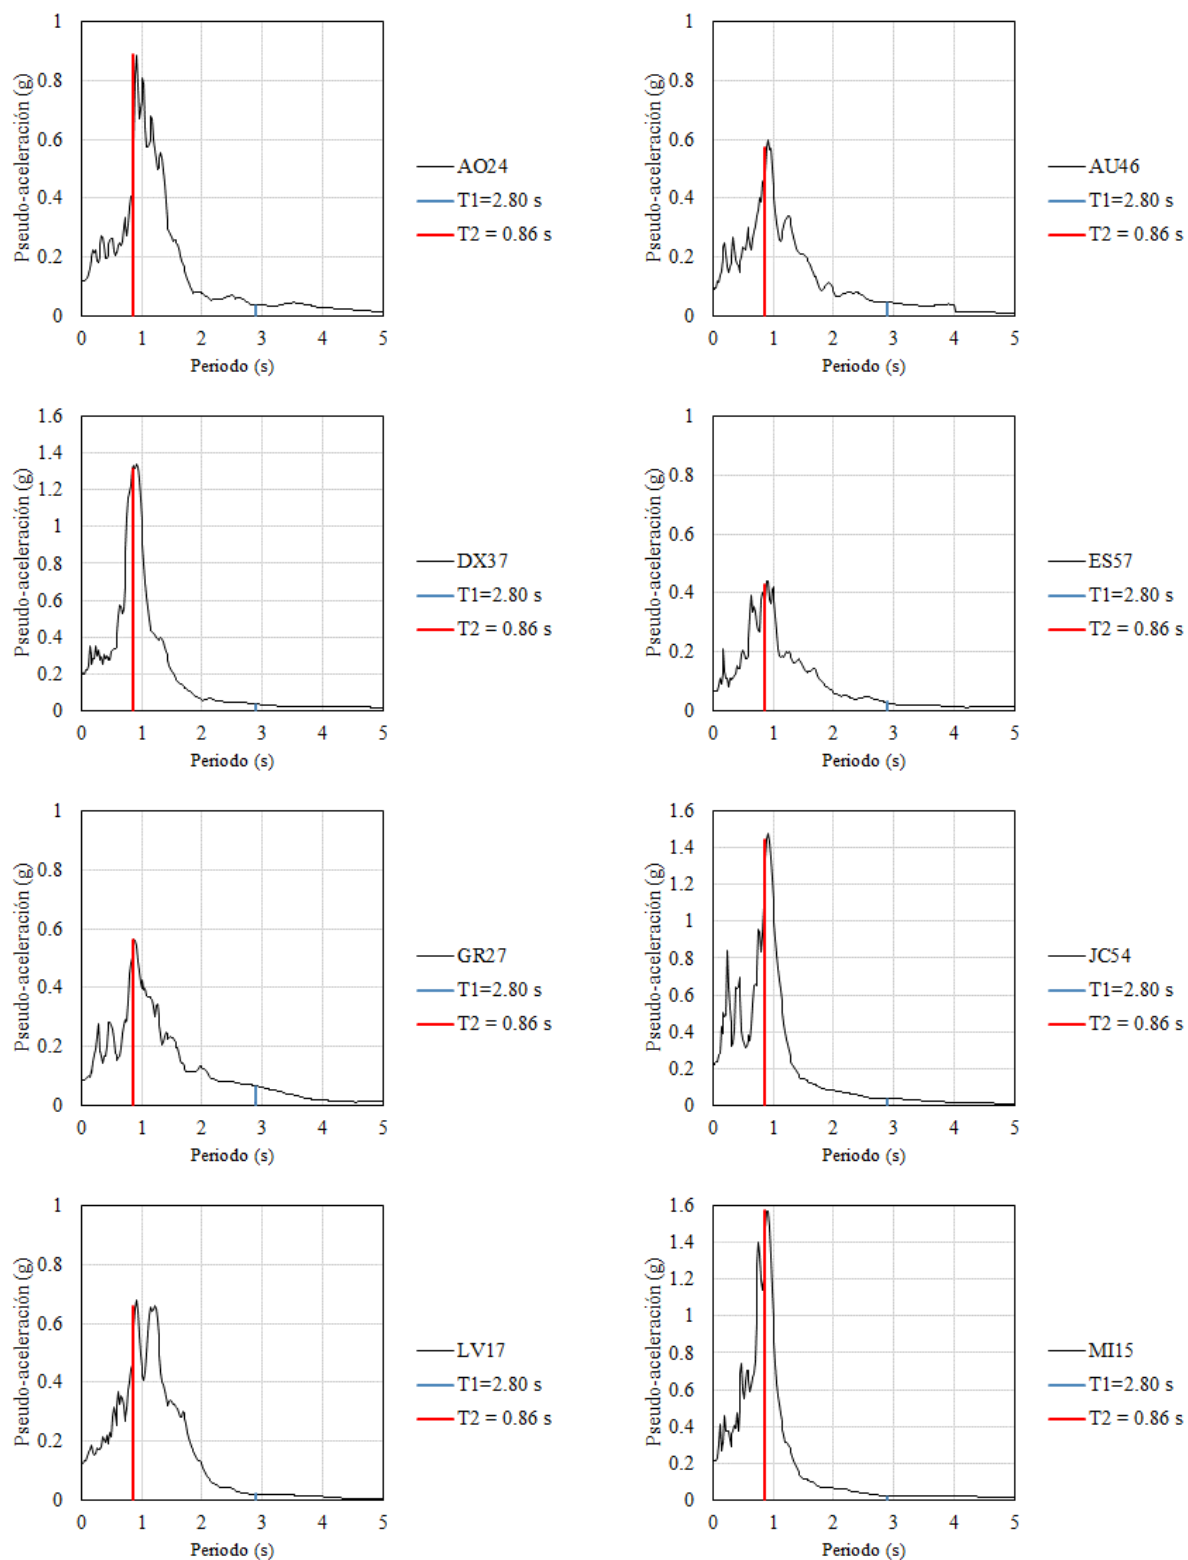 1
0.8
0.6
0.4
0.2
0
0 1 2 3 4 5
Pseudo-aceleración (g)
Periodo (s)
AO24
T1=2.80 s
T2 = 0.86 s
1
0.8
0.6
0.4
0.2
0
0 1 2 3 4 5
Pseudo-aceleración (g)
Periodo (s)
AU46
T1=2.80 s
T2 = 0.86 s
1.6
1.4
1.2
1
0.8
0.6
0.4
0.2
0
0 1 2 3 4 5
Pseudo-aceleración (g)
Periodo (s)
DX37
T1=2.80 s
T2 = 0.86 s
1
0.8
0.6
0.4
0.2
0
0 1 2 3 4 5
Pseudo-aceleración (g)
Periodo (s)
ES57
T1=2.80 s
T2 = 0.86 s
1
0.8
0.6
0.4
0.2
0
0 1 2 3 4 5
Pseudo-aceleración (g)
Periodo (s)
GR27
T1=2.80 s
T2 = 0.86 s
1.6
1.4
1.2
1
0.8
0.6
0.4
0.2
0
0 1 2 3 4 5
Pseudo-aceleración (g)
Periodo (s)
JC54
T1=2.80 s
T2 = 0.86 s
1
0.8
0.6
0.4
0.2
0
0 1 2 3 4 5
Pseudo-aceleración (g)
Periodo (s)
LV17
T1=2.80 s
T2 = 0.86 s
1.6
1.4
1.2
1
0.8
0.6
0.4
0.2
0
0 1 2 3 4 5
Pseudo-aceleración (g)
Periodo (s)
MI15
T1=2.80 s
T2 = 0.86 s